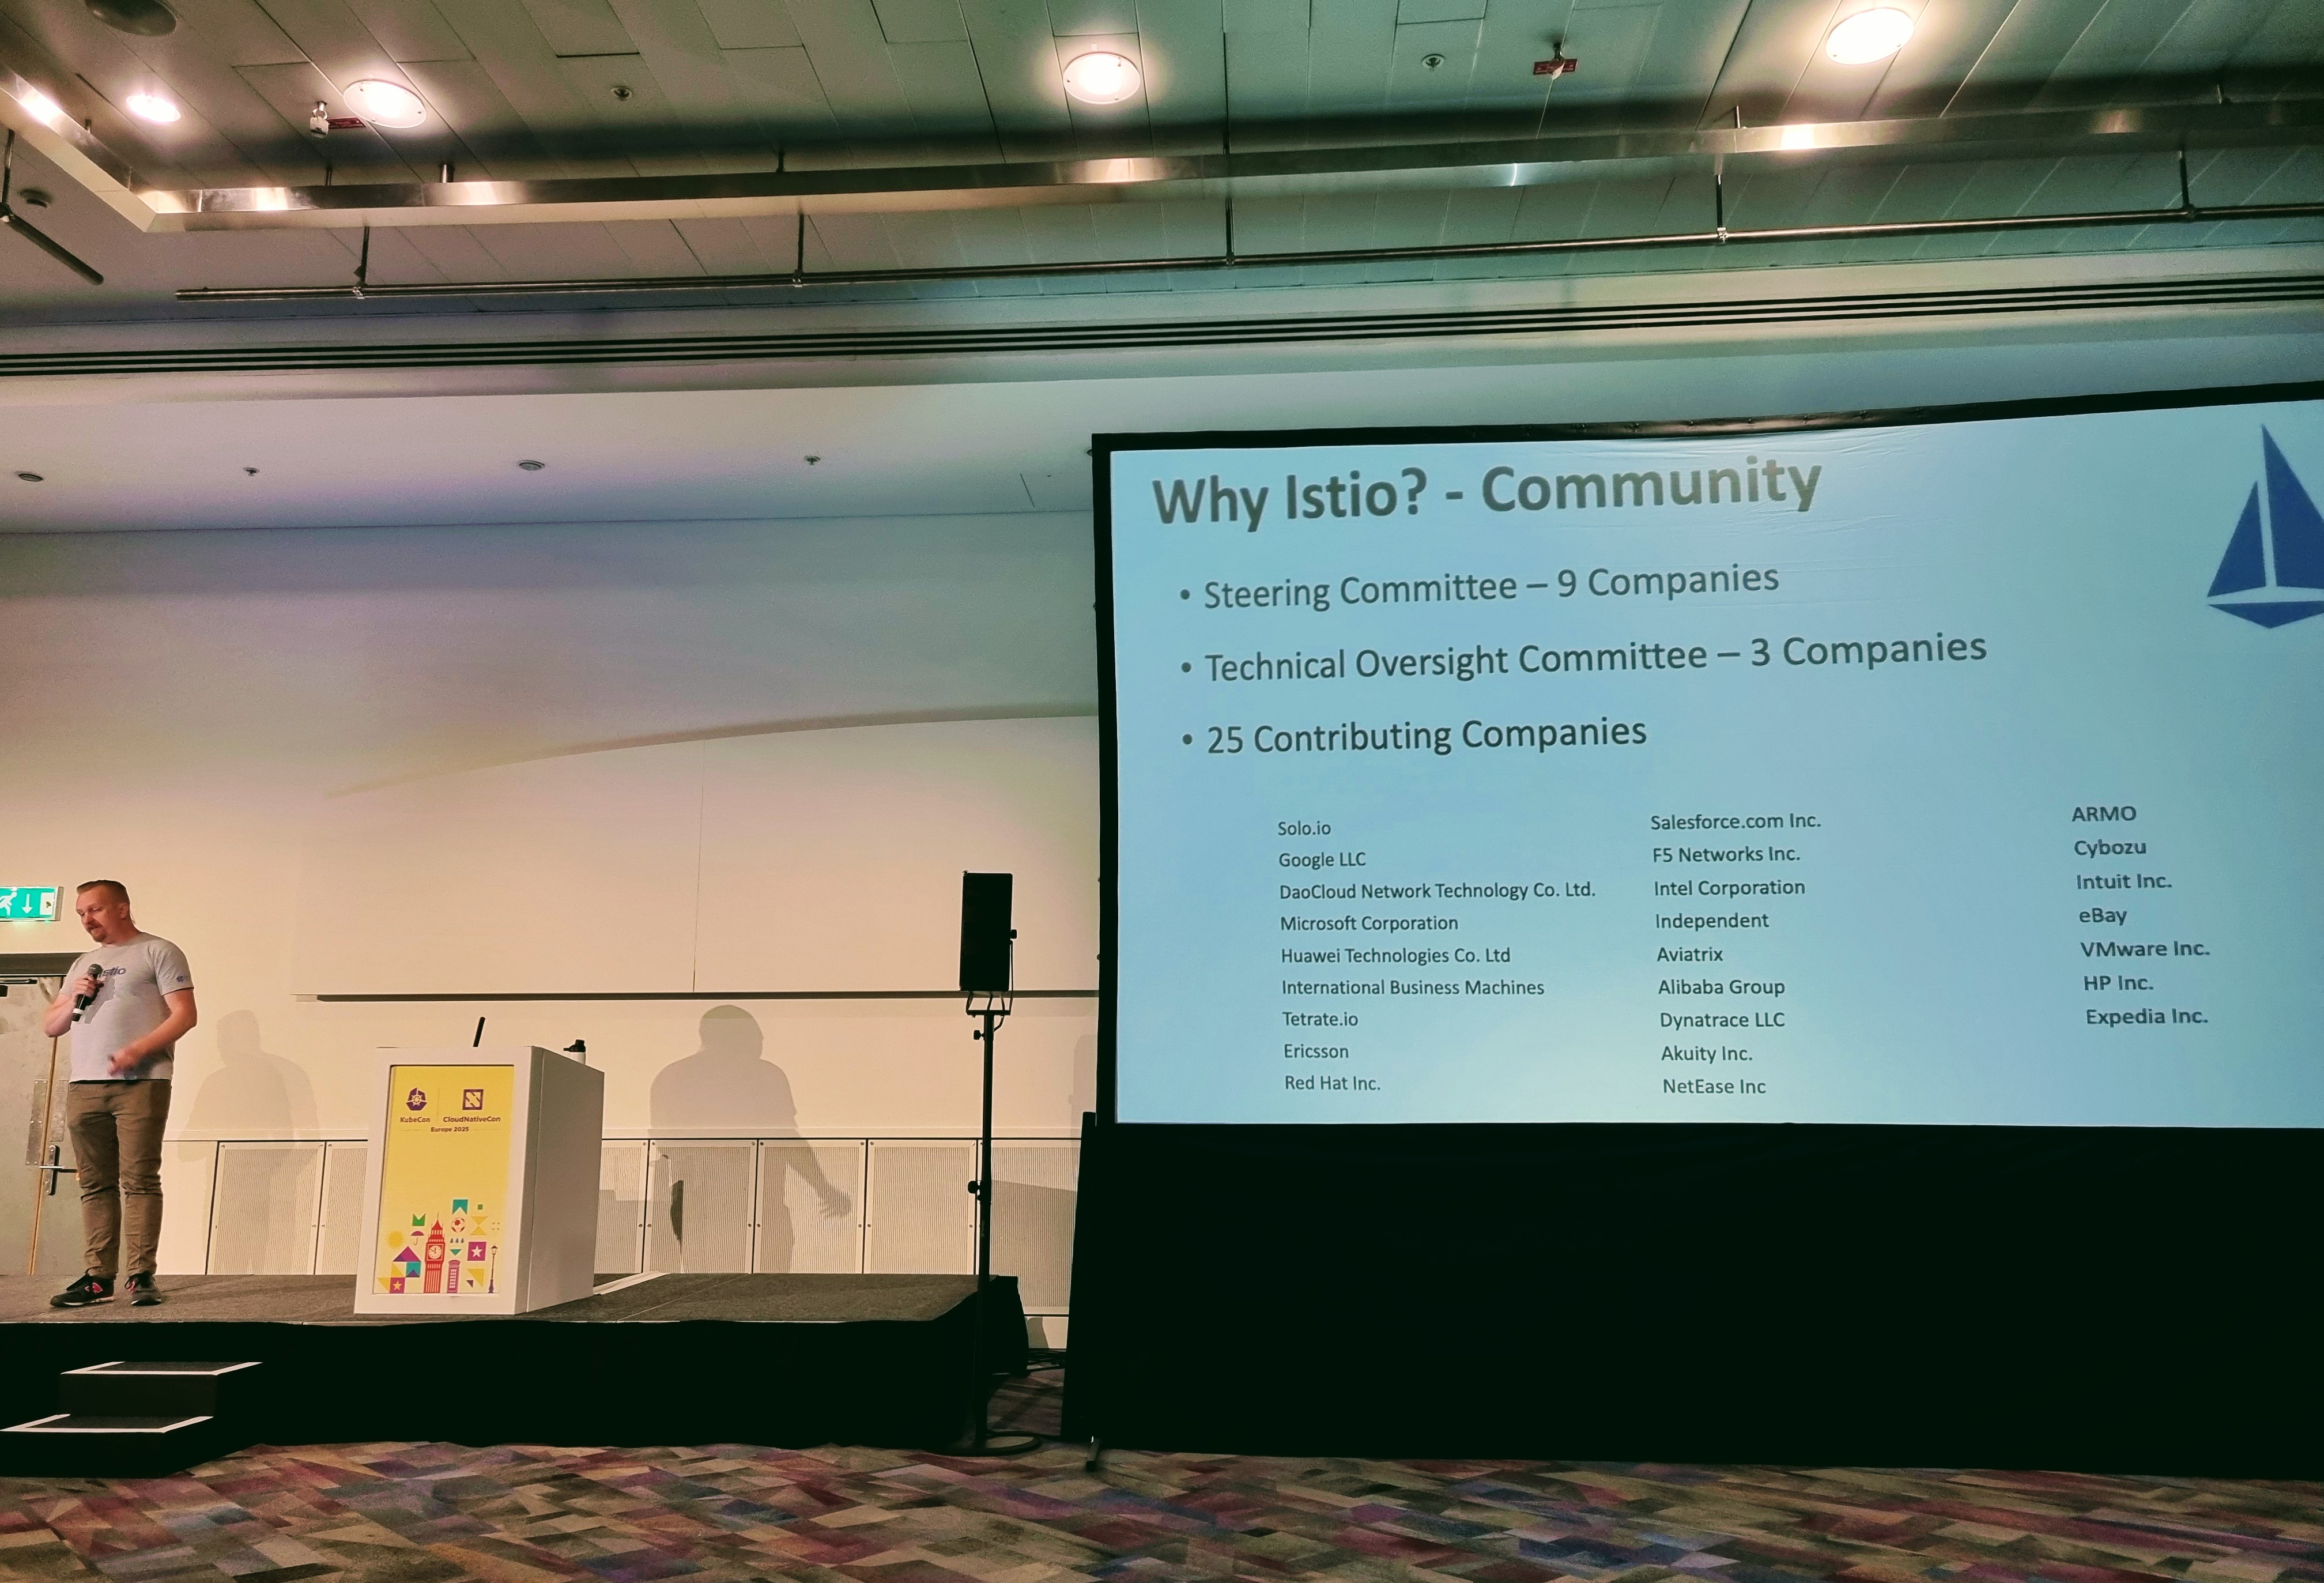 Why Istio? - Community
• Steering Committee – 9 Companies
• Technical Oversight Committee – 3 Companies
• 25 Contributing Companies
Solo.io
Google LLC
DaoCloud Network Technology Co. Ltd.
Microsoft Corporation
Huawei Technologies Co. Ltd
International Business Machines
Tetrate.io
Ericsson
Red Hat Inc.
Salesforce.com Inc.
F5 Networks Inc.
Intel Corporation
Independent
Aviatrix
Alibaba Group
Dynatrace LLC
Akuity Inc.
NetEase Inc
ARMO
Cybozu
Intuit Inc.
eBay
VMware Inc.
HP Inc.
Expedia Inc.
KubeCon CloudNativeCon
Europe 2025